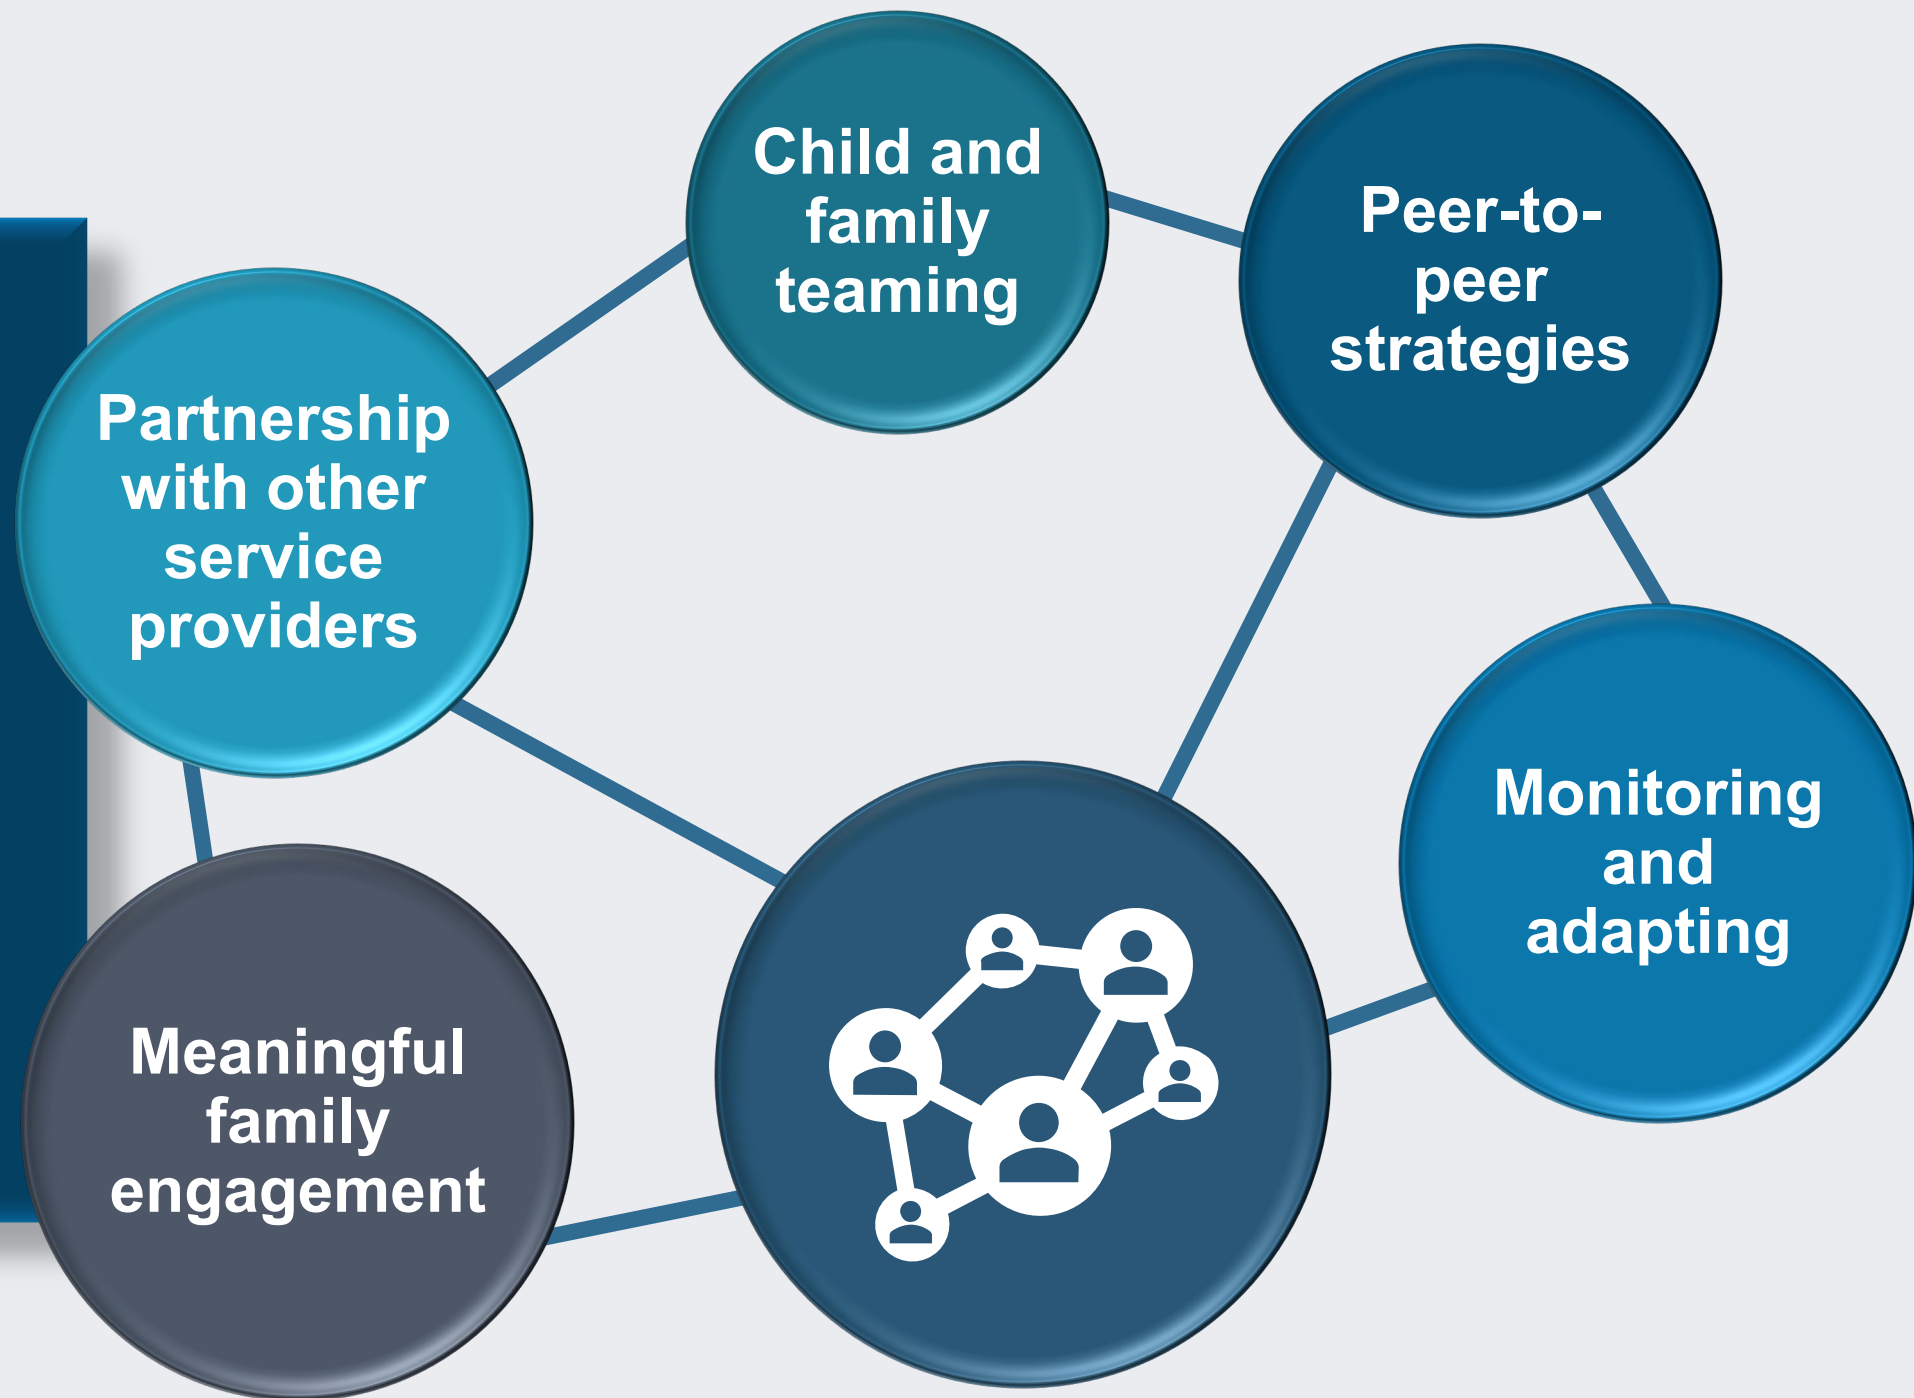 Child and
family
teaming
Peer-to-
peer
strategies
Partnership
with other
service
providers
Monitoring
and
adapting
Meaningful
family
engagement